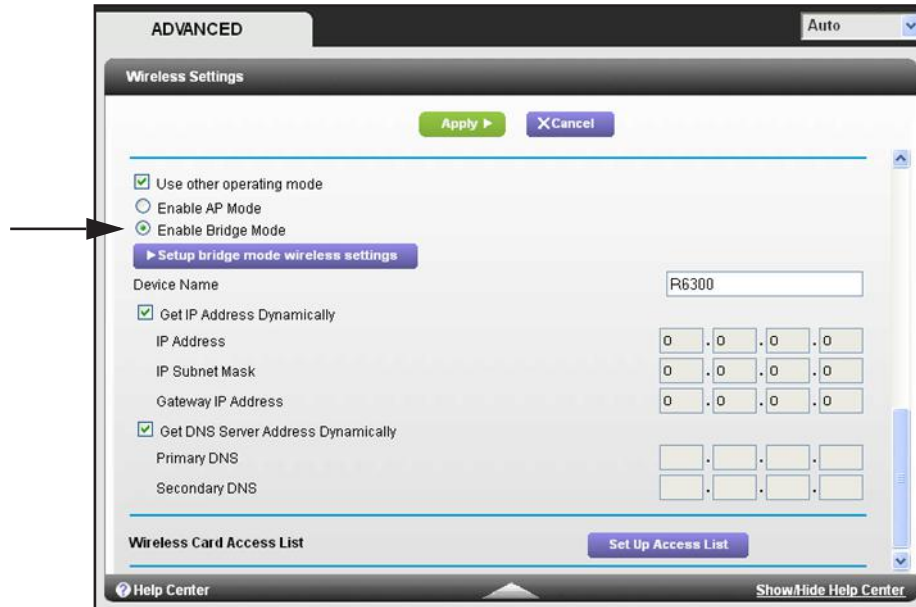 ADVANCED Auto
Wireless Settings
Apply XCancel
Use other operating mode
Enable AP Mode
Enable Bridge Mode
Setup bridge mode wireless settings
Device Name R6300
Get IP Address Dynamically
IP Address 0 . 0 . 0 . 0
IP Subnet Mask 0 . 0 . 0 . 0
Gateway IP Address 0 . 0 . 0 . 0
Get DNS Server Address Dynamically
Primary DNS . . .
Secondary DNS . . .
Wireless Card Access List Set Up Access List
? Help Center Show/Hide Help Center